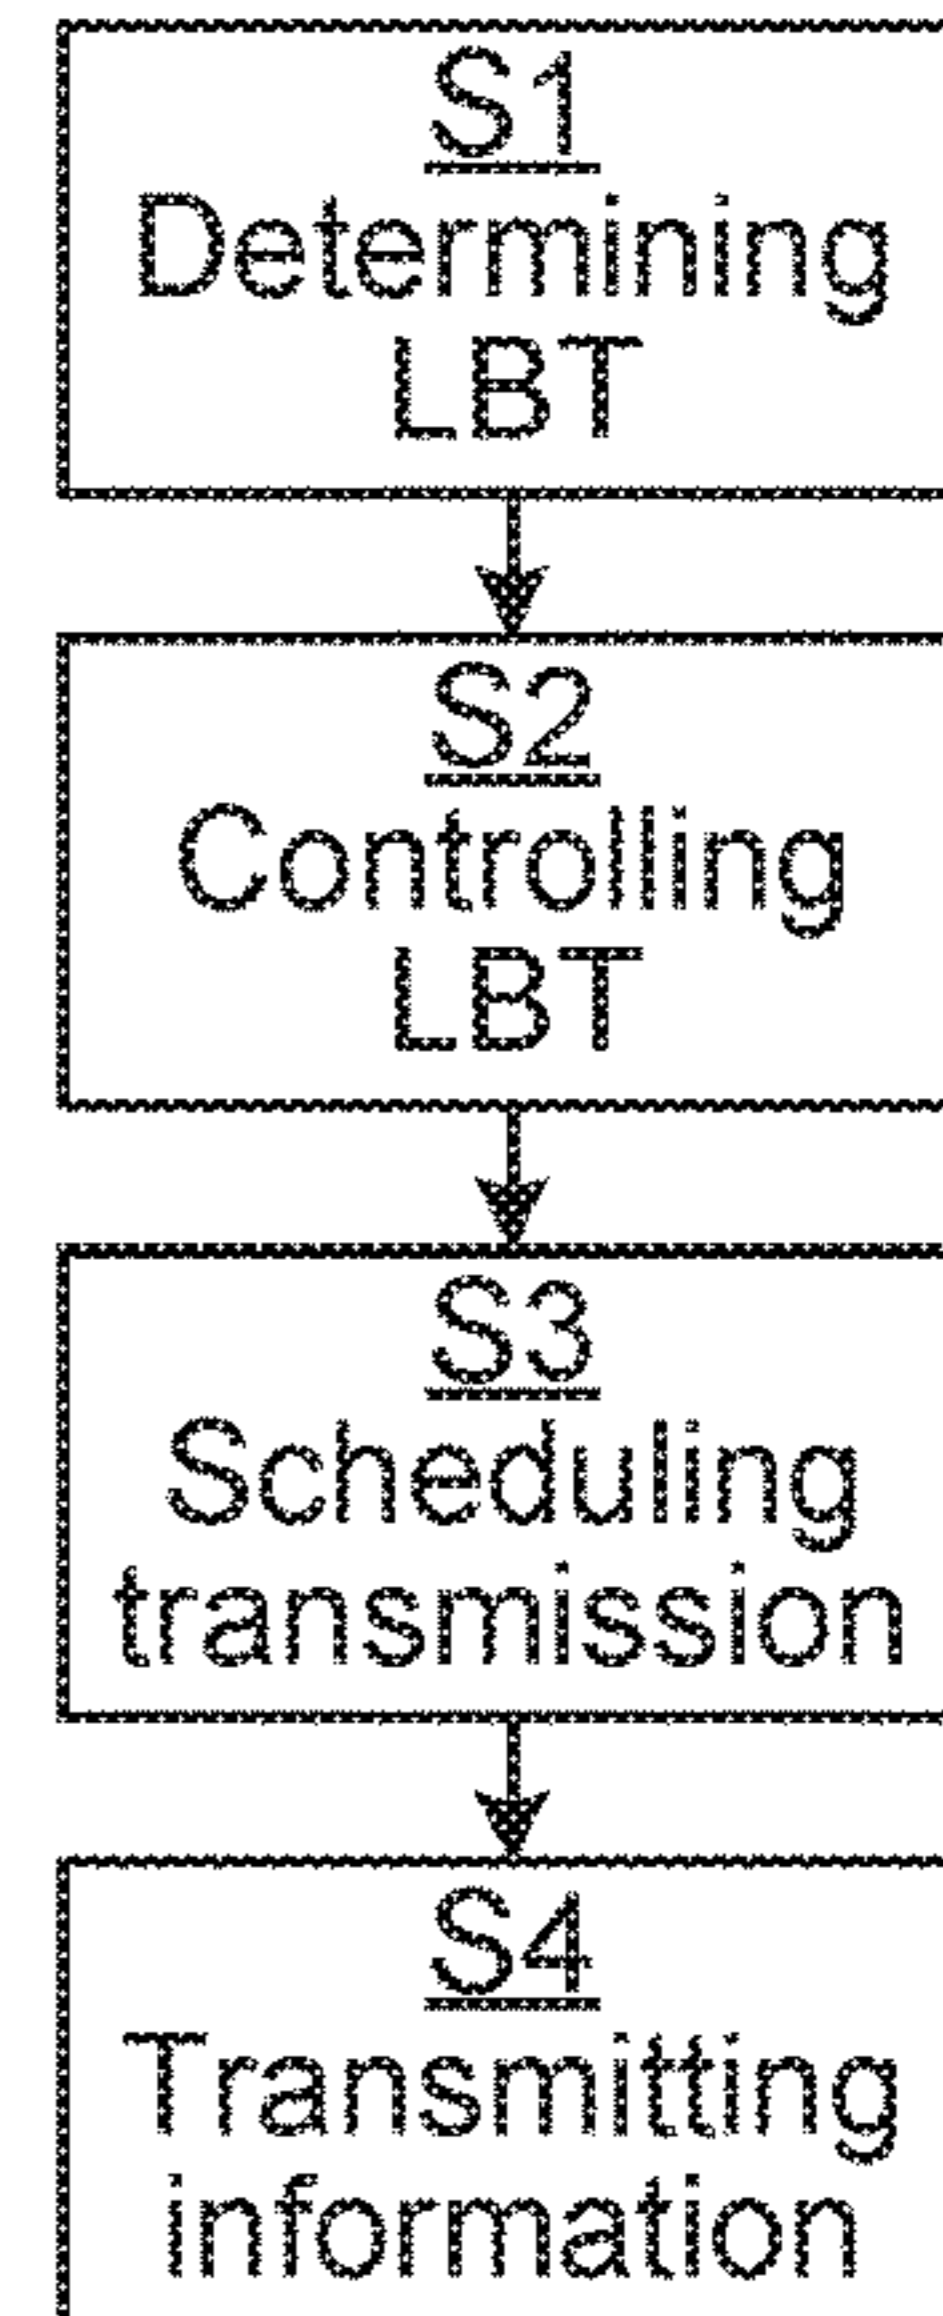 S1
Determining
LBT
S2
Controlling
LBT
S3
Scheduling
transmission
S4
Transmitting
information